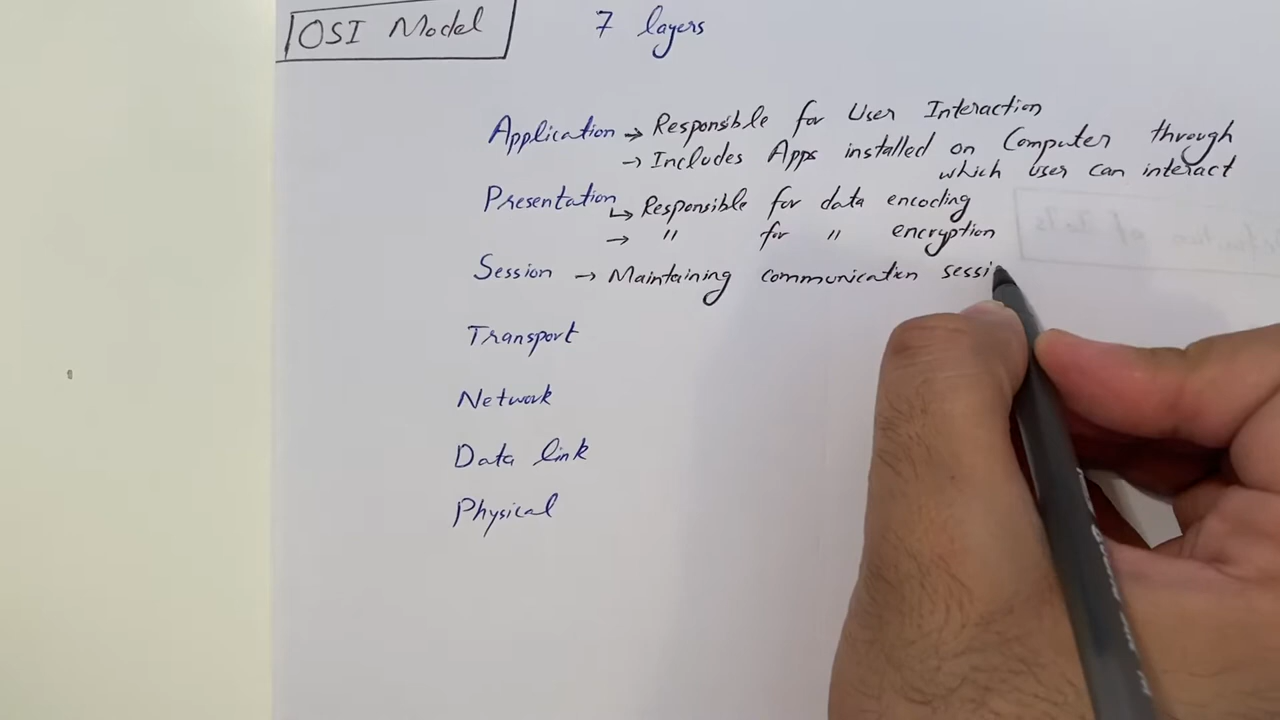 OSI Model 7 layers
Application → Responsible for User Interaction
→ Includes Apps installed on Computer through
which user can interact
Presentation ↳ Responsible for data encoding
→ " for " encryption
Session → Maintaining communication sessi
Transport
Network
Data link
Physical